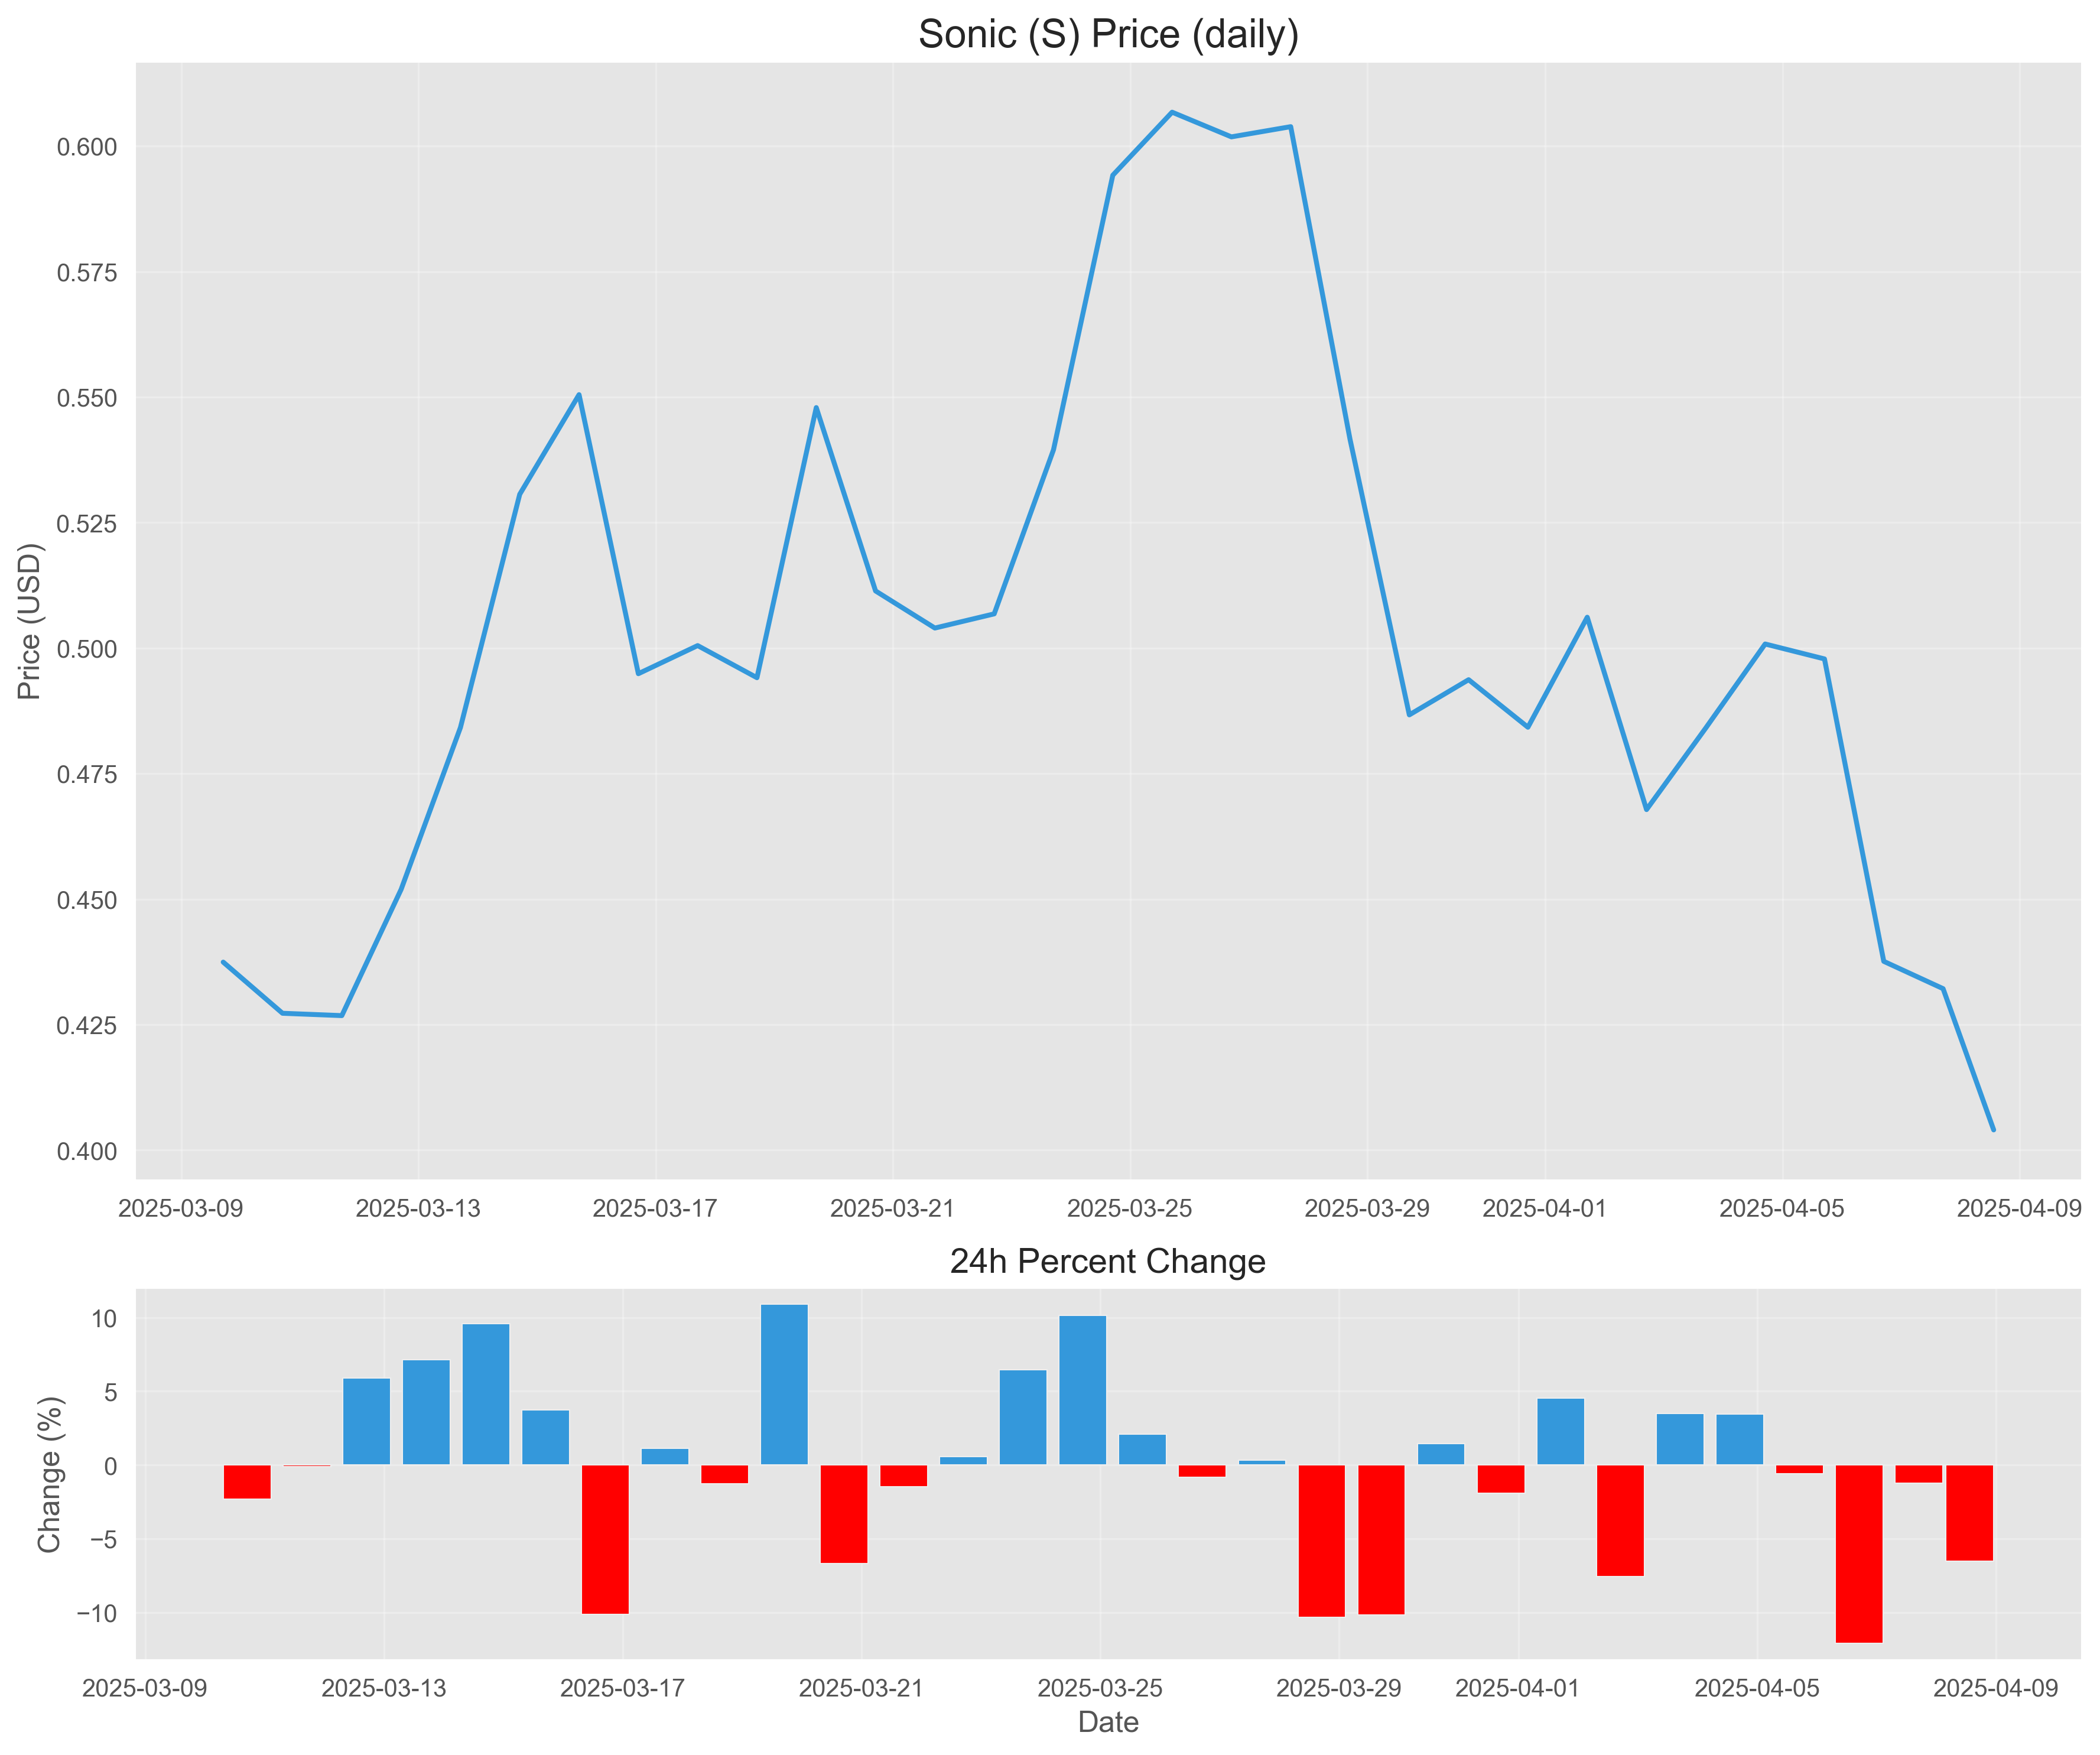 Sonic (S) Price (daily)
Price (USD)
0.600
0.575
0.550
0.525
0.500
0.475
0.450
0.425
0.400
2025-03-09 2025-03-13 2025-03-17 2025-03-21 2025-03-25 2025-03-29 2025-04-01 2025-04-05 2025-04-09
24h Percent Change
Change (%)
10
5
0
−5
−10
2025-03-09 2025-03-13 2025-03-17 2025-03-21 2025-03-25 2025-03-29 2025-04-01 2025-04-05 2025-04-09
Date